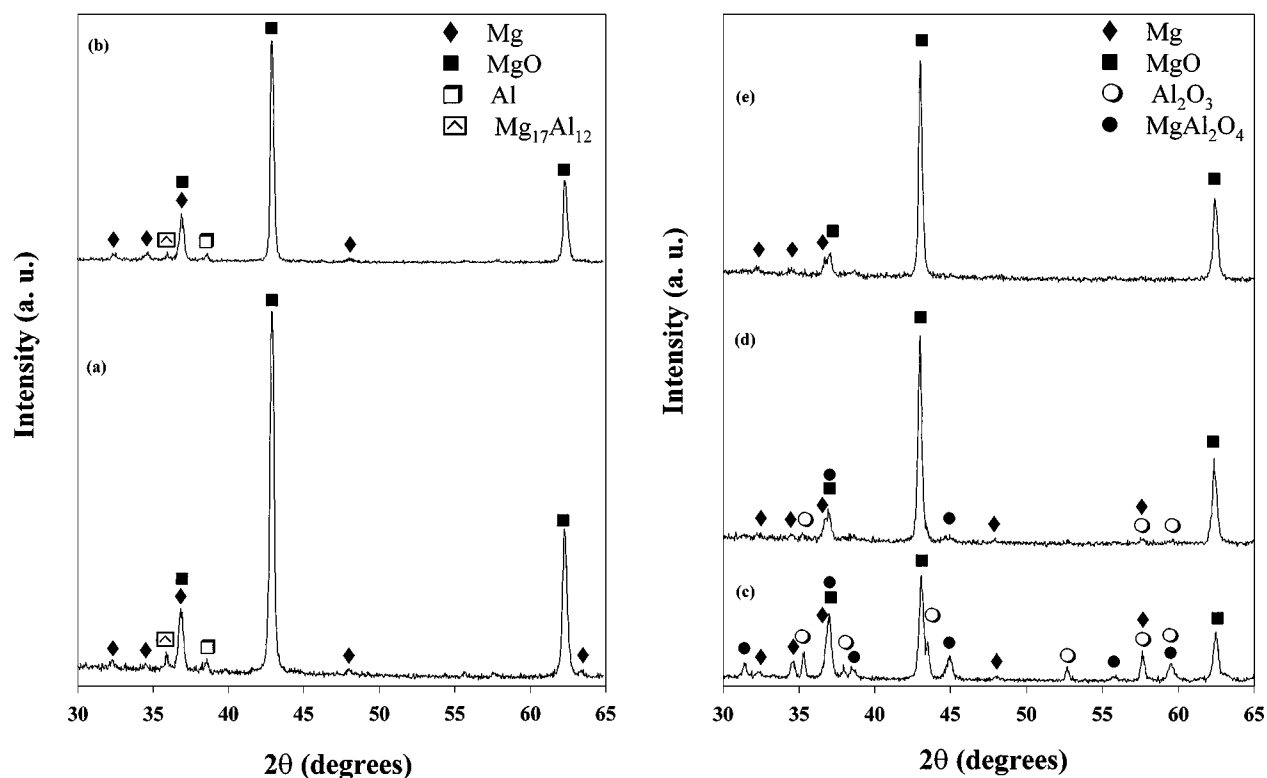 (b)
Mg
MgO
Al
Mg₁₇Al₁₂
(a)
Intensity (a. u.)
30 35 40 45 50 55 60 65
2θ (degrees)
Mg
MgO
Al₂O₃
MgAl₂O₄
(e)
(d)
(c)
Intensity (a. u.)
30 35 40 45 50 55 60 65
2θ (degrees)